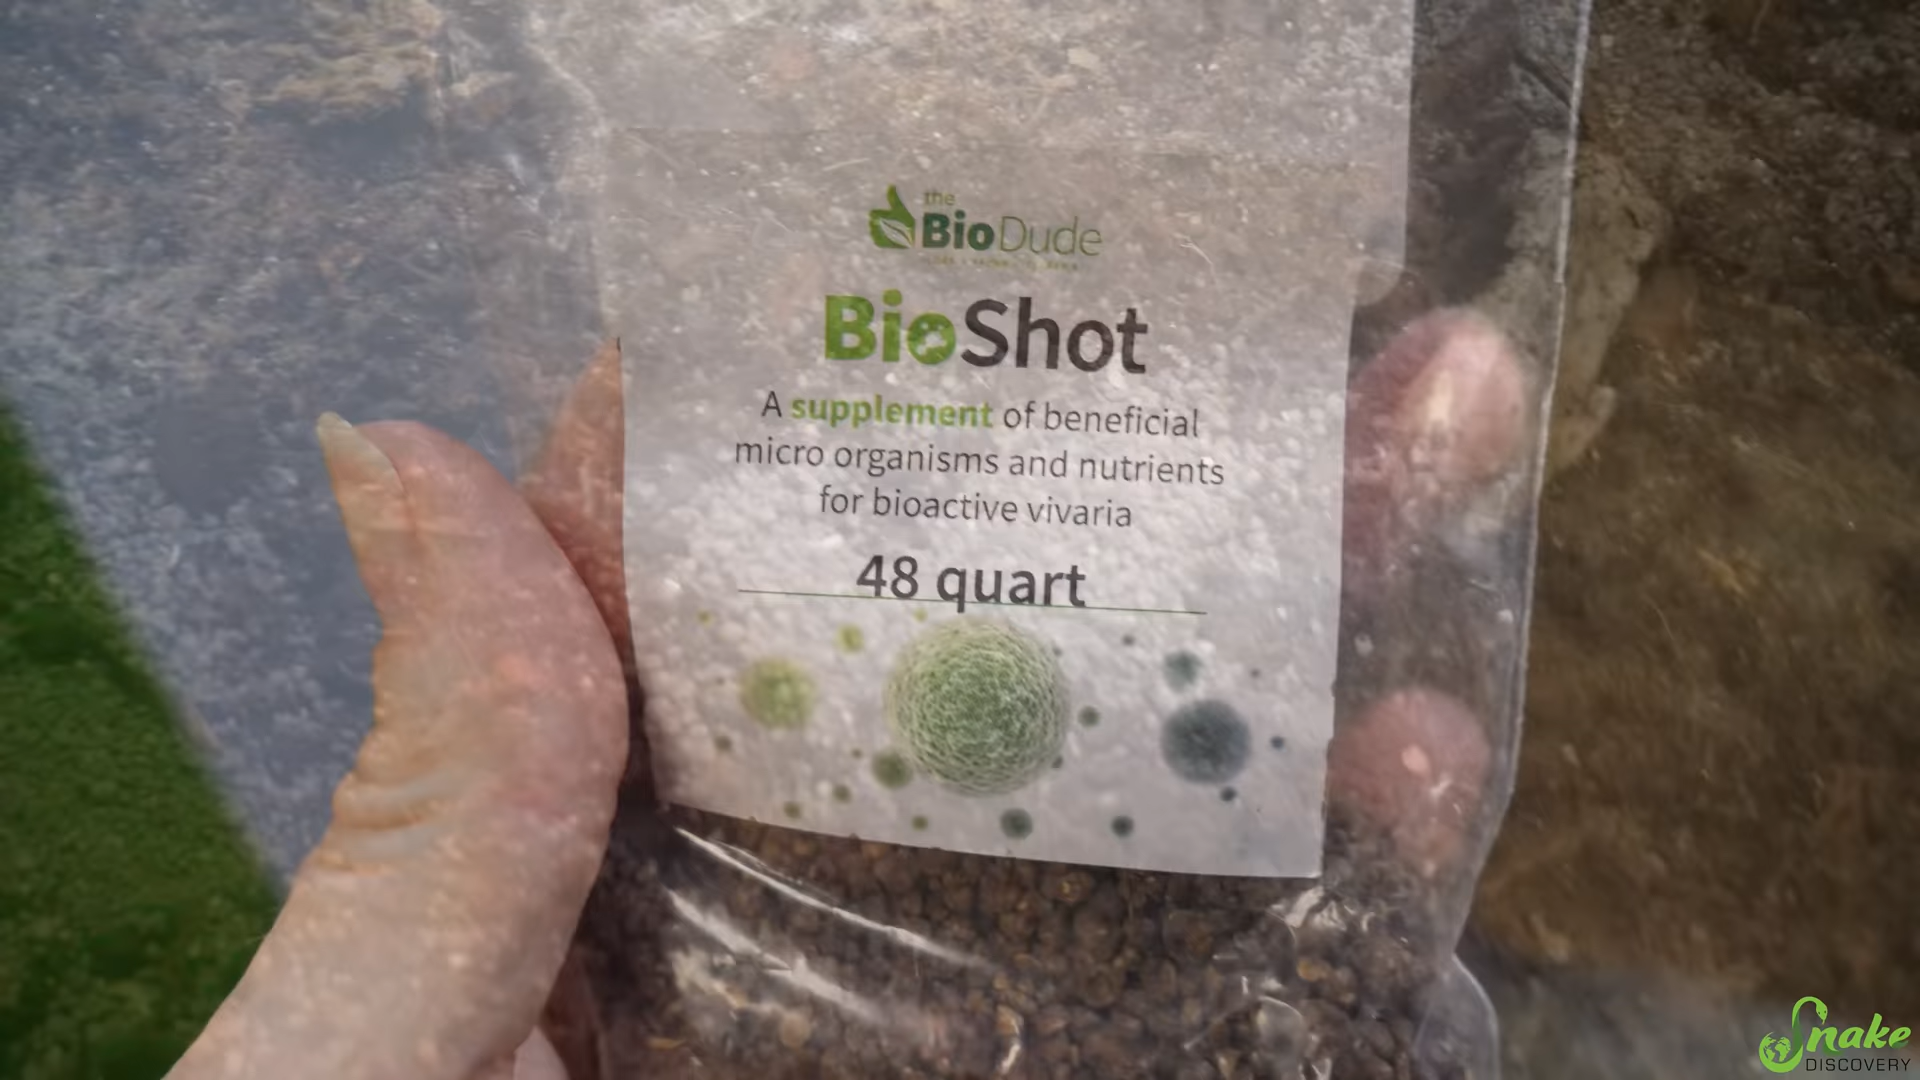 the
BioDude
BioShot
A supplement of beneficial
micro organisms and nutrients
for bioactive vivaria
48 quart
Snake
DISCOVERY